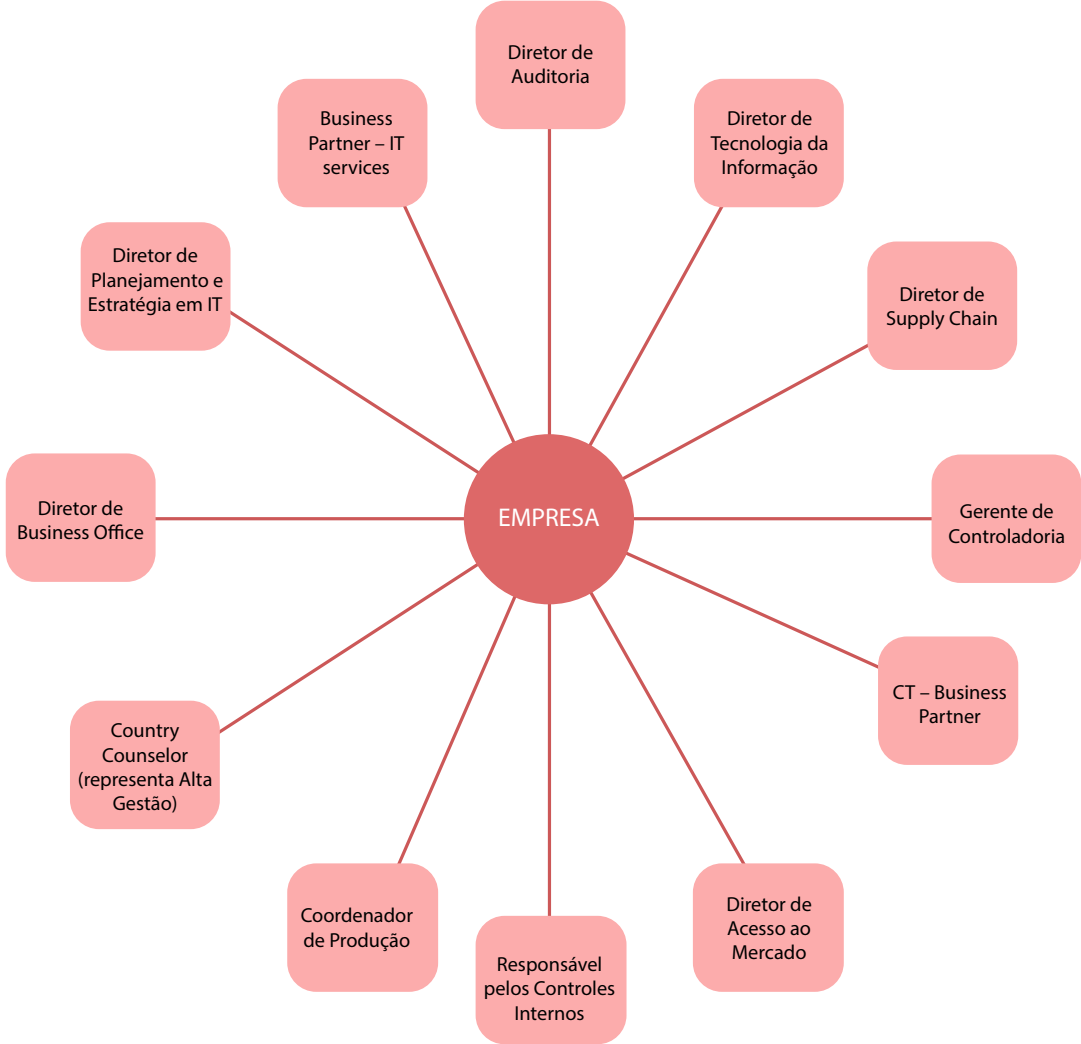 Diretor de
Auditoria
Business
Partner – IT
services
Diretor de
Tecnologia da
Informação
Diretor de
Planejamento e
Estratégia em IT
Diretor de
Supply Chain
Diretor de
Business Office
EMPRESA
Gerente de
Controladoria
CT – Business
Partner
Country
Counselor
(representa Alta
Gestão)
Coordenador
de Produção
Responsável
pelos Controles
Internos
Diretor de
Acesso ao
Mercado